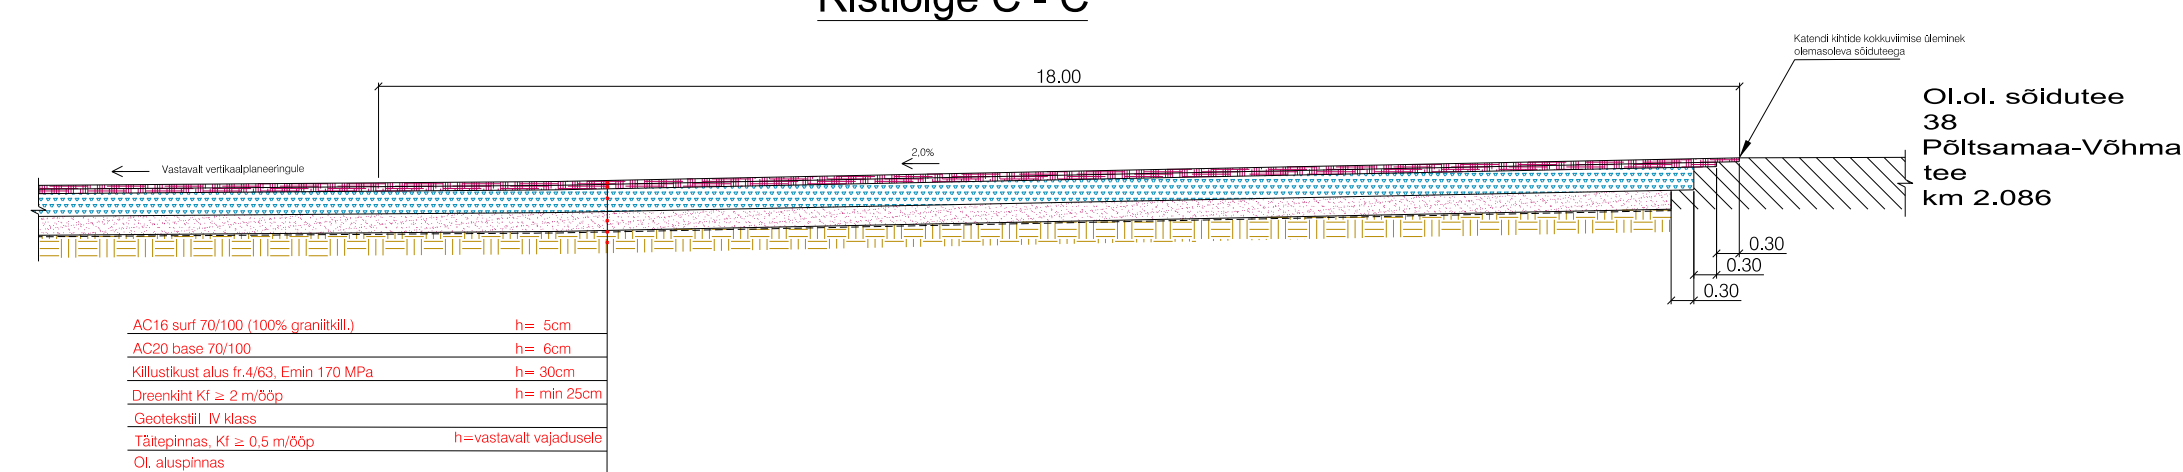 Ristlõige C - C
Katendi kihtide kokkuviimise üleminek
olemasoleva sõiduteega
18.00
Ol.ol. sõidutee
38
Põltsamaa-Võhma
tee
km 2.086
2,0%
Vastavalt vertikaalplaneeringule
0.30
0.30
0.30
AC16 surf 70/100 (100% graniitkill.) h= 5cm
AC20 base 70/100 h= 6cm
Killustikust alus fr.4/63, Emin 170 MPa h= 30cm
Dreenkiht Kf ≥ 2 m/ööp h= min 25cm
Geotekstiil IV klass
Täitepinnas, Kf ≥ 0,5 m/ööp h=vastavalt vajadusele
Ol. aluspinnas